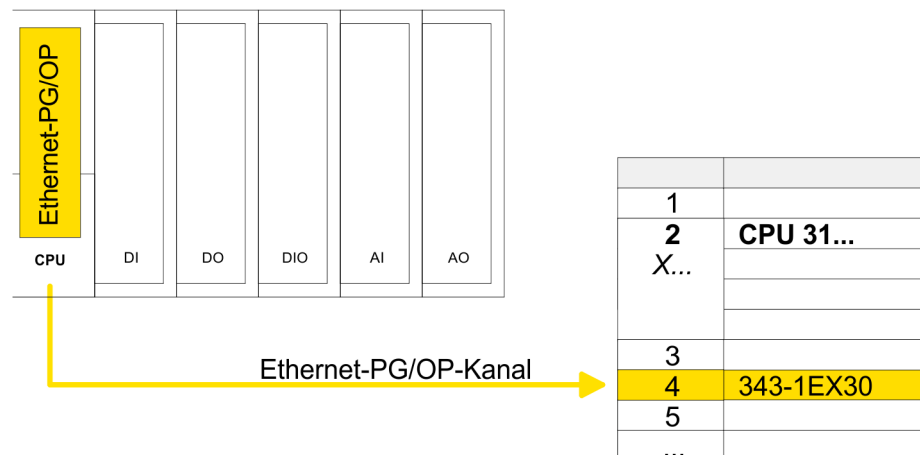 Ethernet-PG/OP
CPU
DI
DO
DIO
AI
AO
Ethernet-PG/OP-Kanal
1
2 CPU 31...
X...
3
4 343-1EX30
5
...